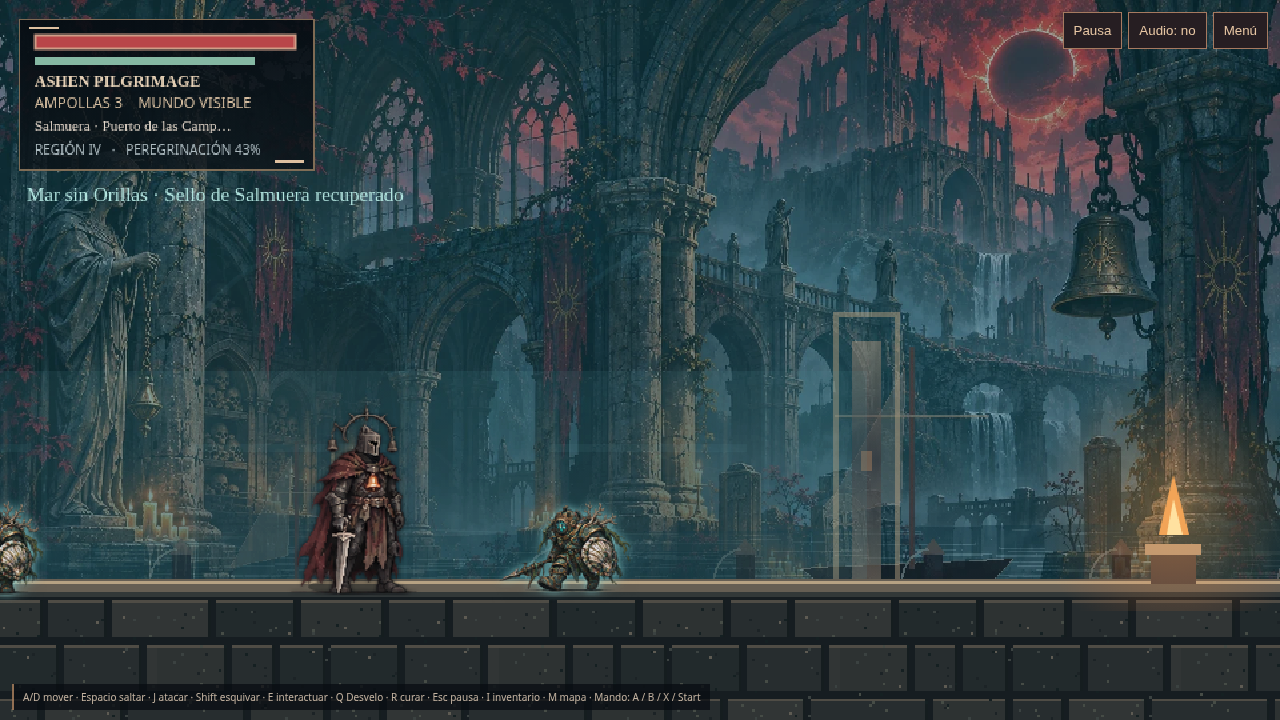 ASHEN PILGRIMAGE
AMPOLLAS 3 MUNDO VISIBLE
Salmuera · Puerto de las Camp…
REGIÓN IV · PEREGRINACIÓN 43%
Mar sin Orillas · Sello de Salmuera recuperado
Pausa
Audio: no
Menú
A/D mover · Espacio saltar · J atacar · Shift esquivar · E interactuar · Q Desvelo · R curar · Esc pausa · I inventario · M mapa · Mando: A / B / X / Start